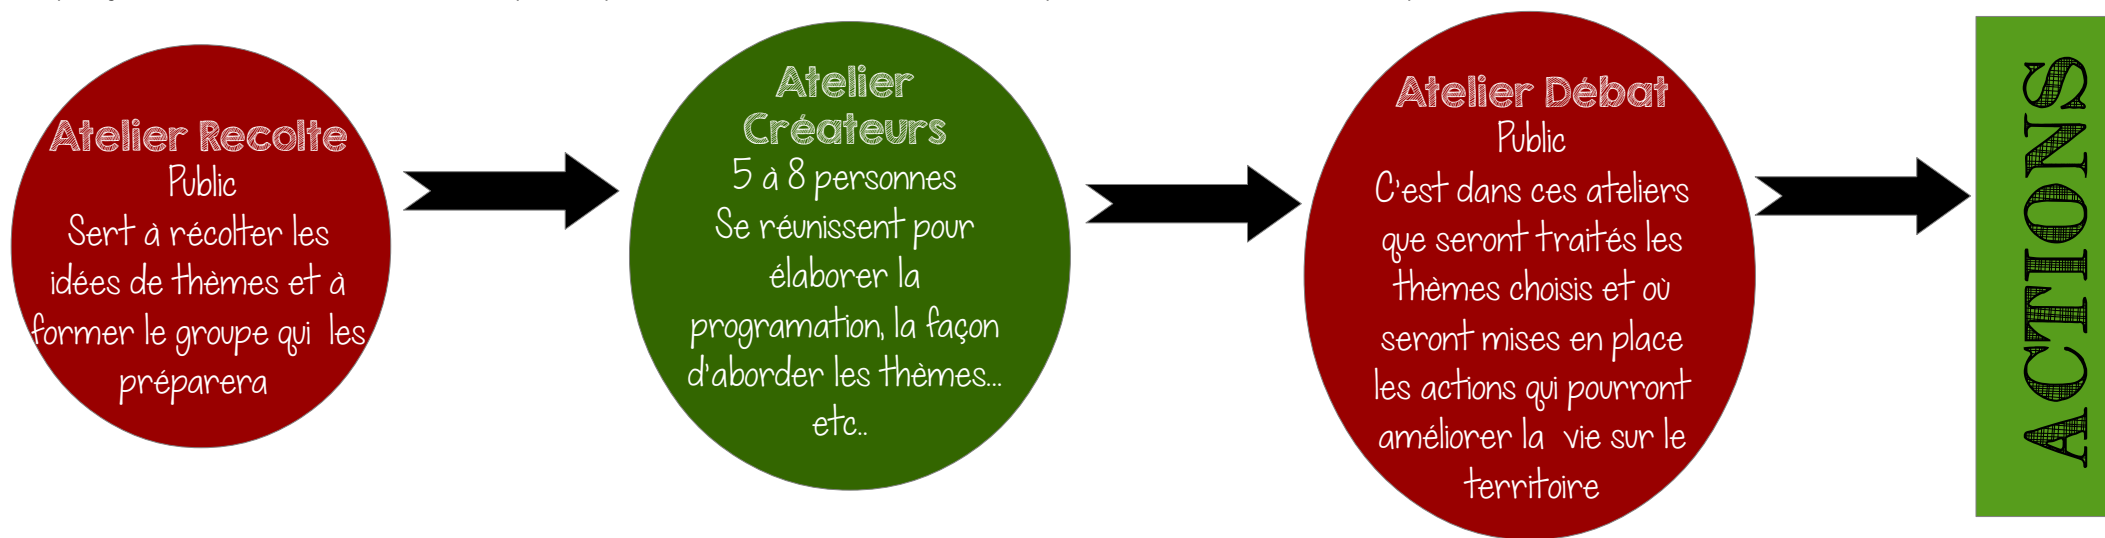 Atelier Recolte
Public
Sert à récolter les
idées de thèmes et à
former le groupe qui les
préparera
Atelier
Créateurs
5 à 8 personnes
Se réunissent pour
élaborer la
programation, la façon
d'aborder les thèmes...
etc..
Atelier Débat
Public
C'est dans ces ateliers
que seront traités les
thèmes choisis et où
seront mises en place
les actions qui pourront
améliorer la vie sur le
territoire
ACTIONS